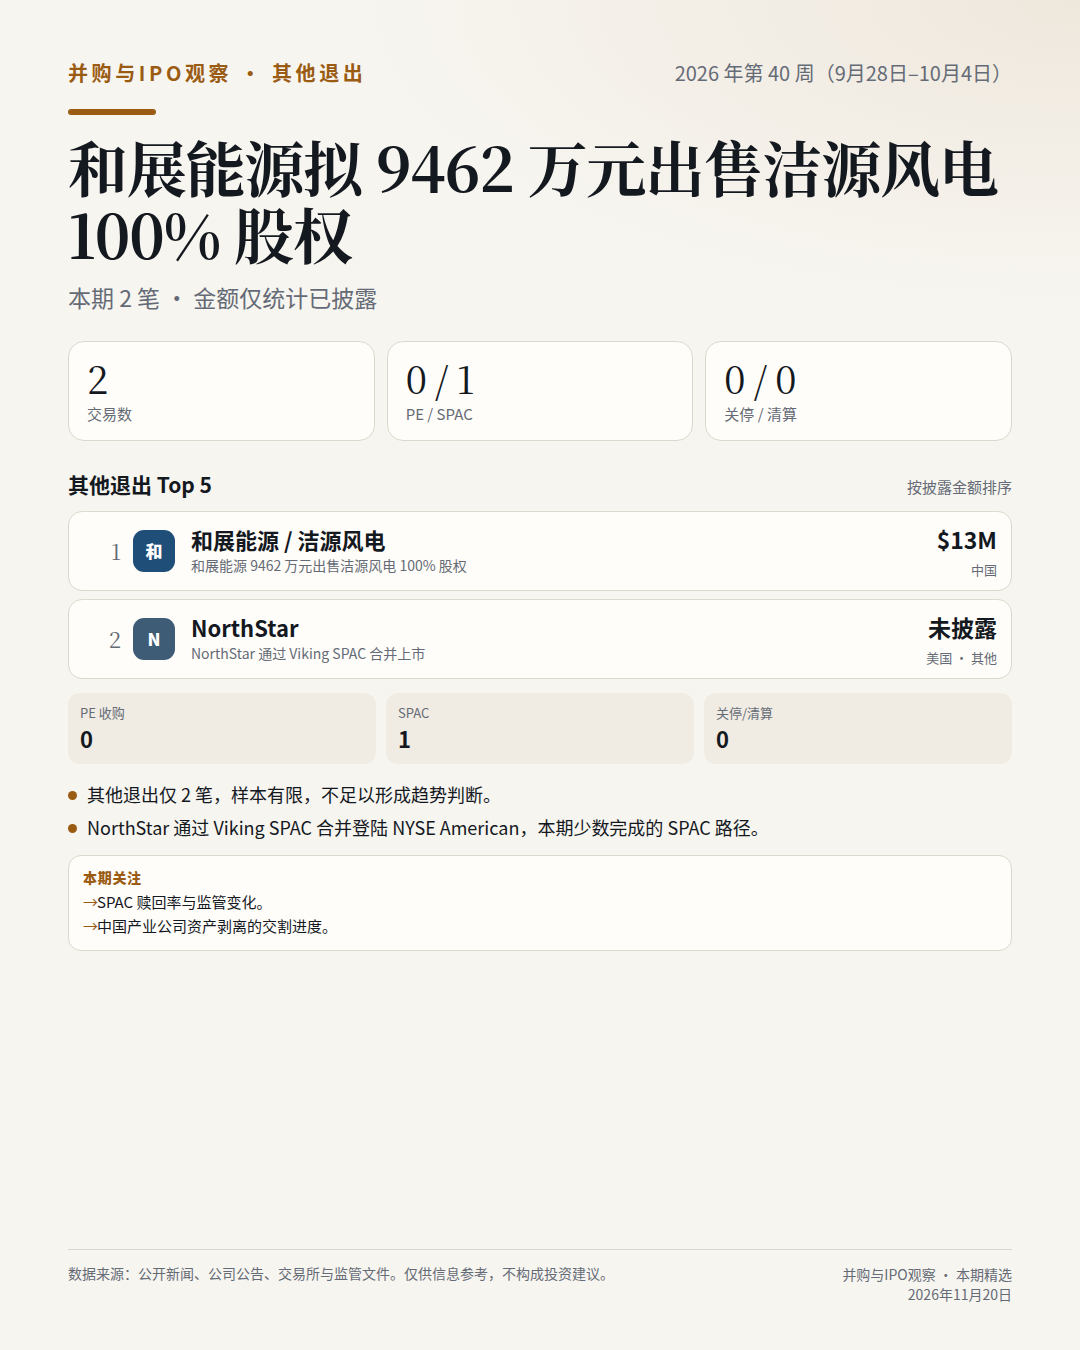 并购与IPO观察 · 其他退出
2026 年第 40 周（9月28日–10月4日）
和展能源拟 9462 万元出售洁源风电
100% 股权
本期 2 笔 · 金额仅统计已披露
2
交易数
0 / 1
PE / SPAC
0 / 0
关停 / 清算
其他退出 Top 5
按披露金额排序
1
和
和展能源 / 洁源风电
和展能源 9462 万元出售洁源风电 100% 股权
$13M
中国
2
N
NorthStar
NorthStar 通过 Viking SPAC 合并上市
未披露
美国 · 其他
PE 收购
0
SPAC
1
关停/清算
0
其他退出仅 2 笔，样本有限，不足以形成趋势判断。
NorthStar 通过 Viking SPAC 合并登陆 NYSE American，本期少数完成的 SPAC 路径。
本期关注
→SPAC 赎回率与监管变化。
→中国产业公司资产剥离的交割进度。
数据来源：公开新闻、公司公告、交易所与监管文件。仅供信息参考，不构成投资建议。
并购与IPO观察 · 本期精选
2026年11月20日